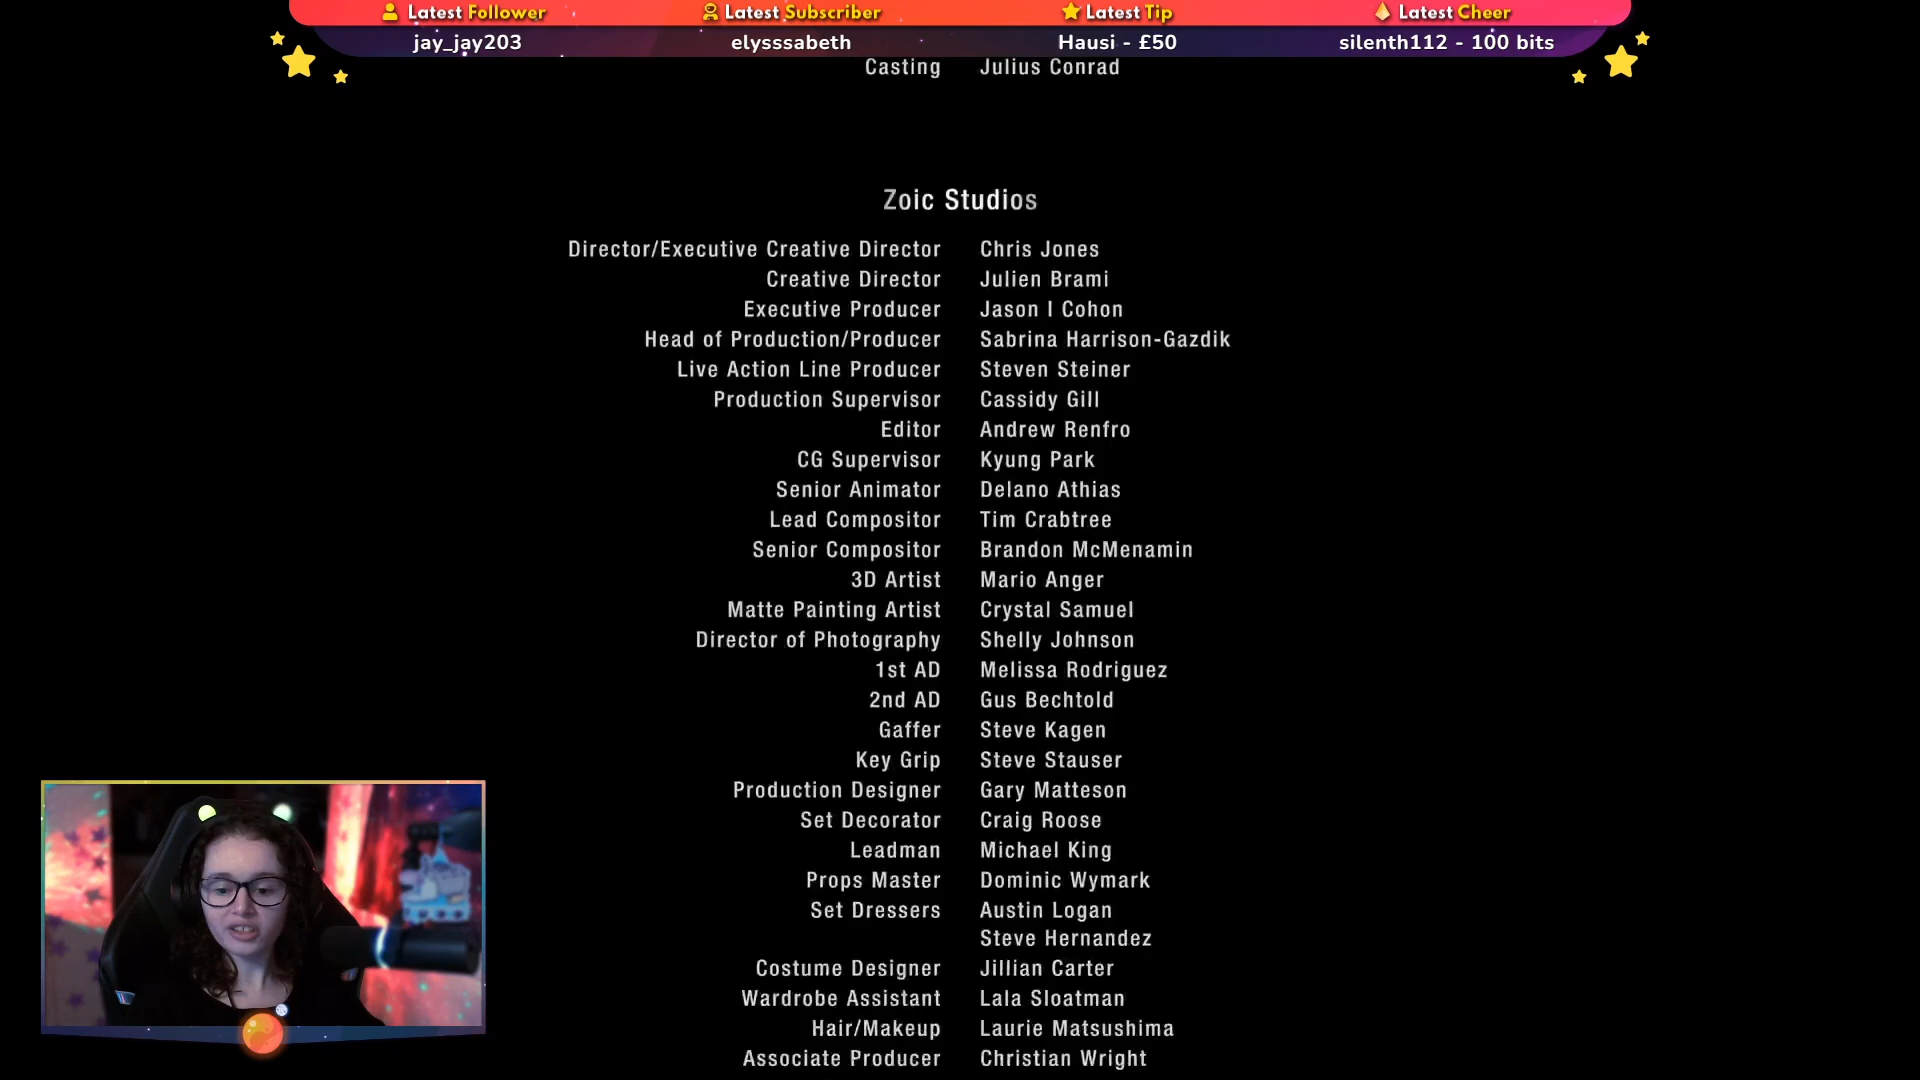 Latest Follower Latest Subscriber Latest Tip Latest Cheer
jay_jay203 elysssabeth Hausi - £50 silenth112 - 100 bits
Casting Julius Conrad
Zoic Studios
Director/Executive Creative Director Chris Jones
Creative Director Julien Brami
Executive Producer Jason I Cohon
Head of Production/Producer Sabrina Harrison-Gazdik
Live Action Line Producer Steven Steiner
Production Supervisor Cassidy Gill
Editor Andrew Renfro
CG Supervisor Kyung Park
Senior Animator Delano Athias
Lead Compositor Tim Crabtree
Senior Compositor Brandon McMenamin
3D Artist Mario Anger
Matte Painting Artist Crystal Samuel
Director of Photography Shelly Johnson
1st AD Melissa Rodriguez
2nd AD Gus Bechtold
Gaffer Steve Kagen
Key Grip Steve Stauser
Production Designer Gary Matteson
Set Decorator Craig Roose
Leadman Michael King
Props Master Dominic Wymark
Set Dressers Austin Logan
Steve Hernandez
Costume Designer Jillian Carter
Wardrobe Assistant Lala Sloatman
Hair/Makeup Laurie Matsushima
Associate Producer Christian Wright